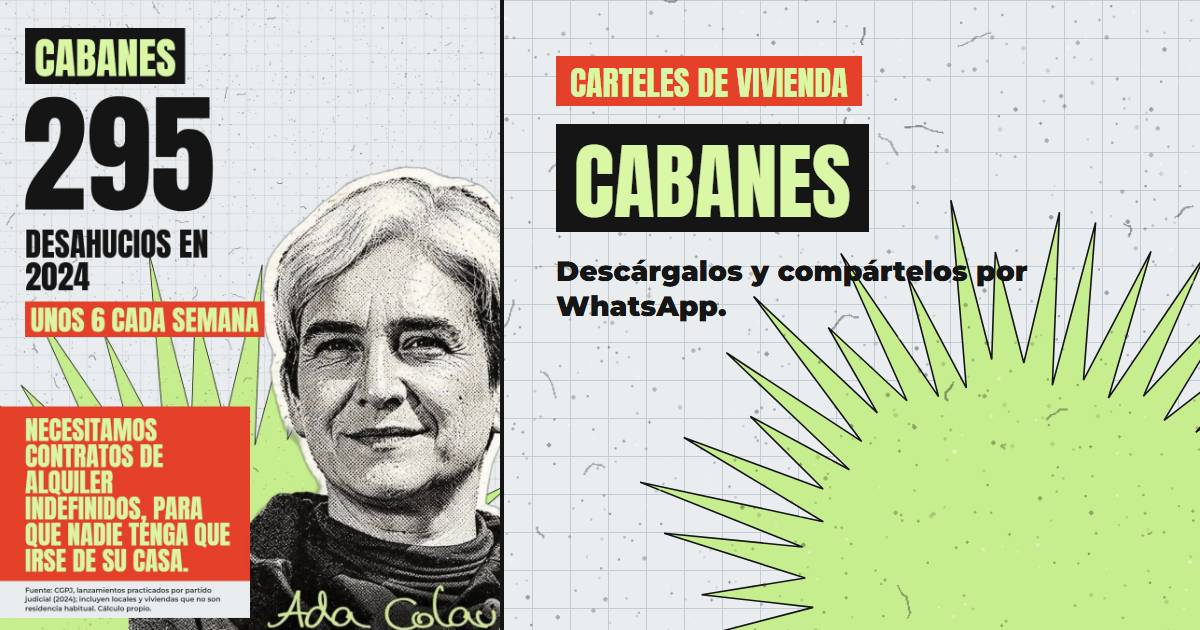 CABANES
295
DESAHUCIOS EN
2024
UNOS 6 CADA SEMANA
NECESITAMOS
CONTRATOS DE
ALQUILER
INDEFINIDOS, PARA
QUE NADIE TENGA QUE
IRSE DE SU CASA.
Fuente: CGPJ, lanzamientos practicados por partido
judicial (2024); incluyen locales y viviendas que no son
residencia habitual. Cálculo propio.
Ada Colau
CARTELES DE VIVIENDA
CABANES
Descárgalos y compártelos por
WhatsApp.